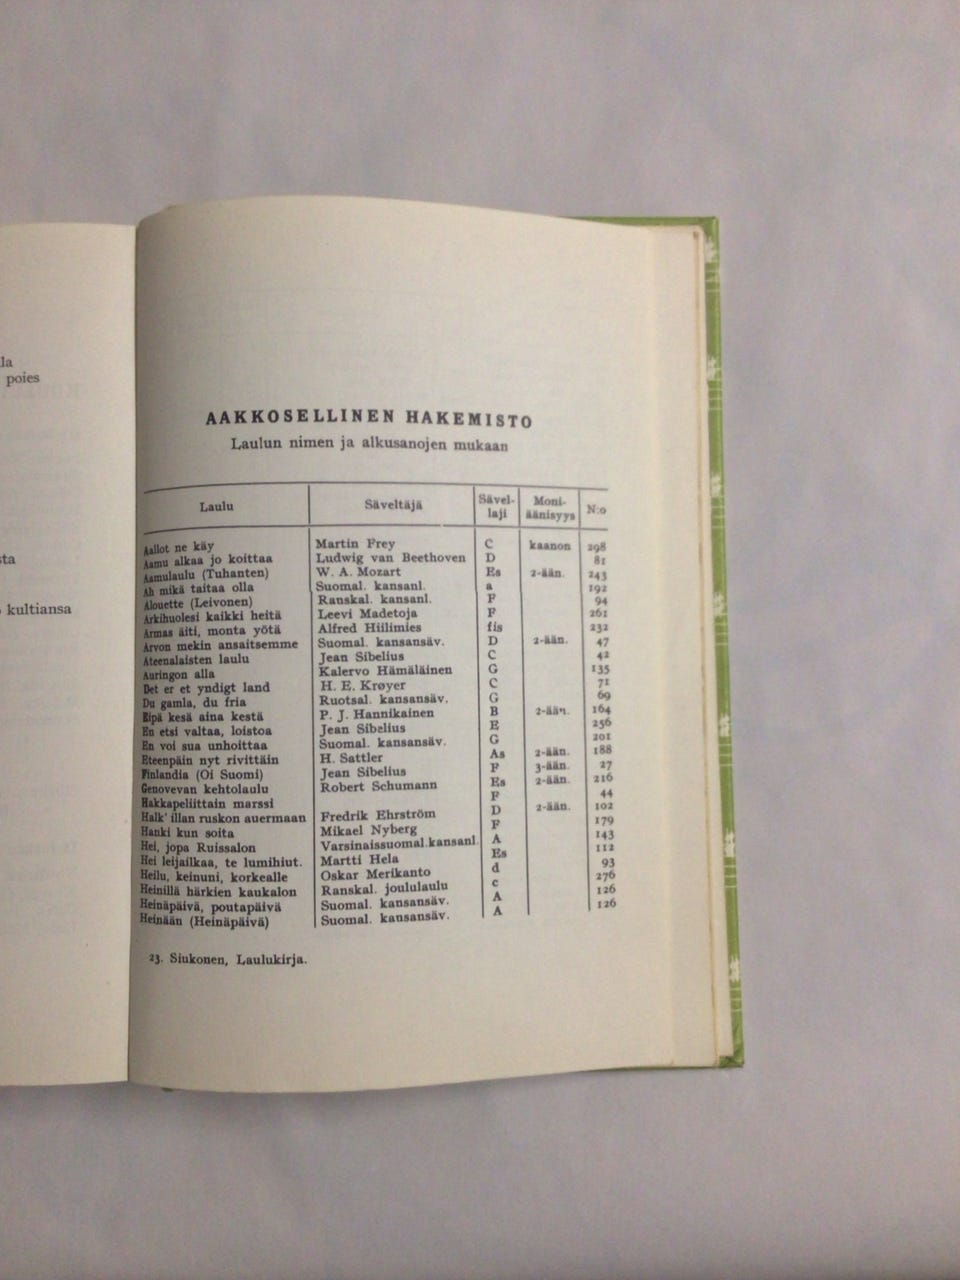 lla
poies
sta
kultiansa
AAKKOSELLINEN HAKEMISTO
Laulun nimen ja alkusanojen mukaan
Laulu Säveltäjä Sävel-laji Moni-äänisyys N:o
Aallot ne käy Martin Frey C kaanon 298
Aamu alkaa jo koittaa Ludwig van Beethoven D 81
Aamulaulu (Tuhanten) W. A. Mozart Es 2-ään. 243
Ah mikä taitaa olla Suomal. kansanl. a 192
Alouette (Leivonen) Ranskal. kansanl. F 94
Arkihuolesi kaikki heitä Leevi Madetoja F 261
Armas äiti, monta yötä Alfred Hiilimies fis 232
Arvon mekin ansaitsemme Suomal. kansansäv. D 2-ään. 47
Ateenalaisten laulu Jean Sibelius C 42
Auringon alla Kalervo Hämäläinen G 135
Det er et yndigt land H. E. Krøyer C 71
Du gamla, du fria Ruotsal. kansansäv. G 69
Eipä kesä aina kestä P. J. Hannikainen B 2-ään. 164
En etsi valtaa, loistoa Jean Sibelius E 256
En voi sua unhoittaa Suomal. kansansäv. G 201
Eteenpäin nyt rivittäin H. Sattler As 2-ään. 188
Finlandia (Oi Suomi) Jean Sibelius F 3-ään. 27
Genovevan kehtolaulu Robert Schumann Es 2-ään. 216
Hakkapeliittain marssi F 44
Halk' illan ruskon auermaan Fredrik Ehrström D 2-ään. 102
Hanki kun soita Mikael Nyberg F 179
Hei, jopa Ruissalon Varsinaissuomal.kansanl. A 143
Hei leijailkaa, te lumihiut. Martti Hela Es 112
Heilu, keinuni, korkealle Oskar Merikanto d 93
Heinillä härkien kaukalon Ranskal. joululaulu c 276
Heinäpäivä, poutapäivä Suomal. kansansäv. A 126
Heinään (Heinäpäivä) Suomal. kansansäv. A 126
23. Siukonen, Laulukirja.